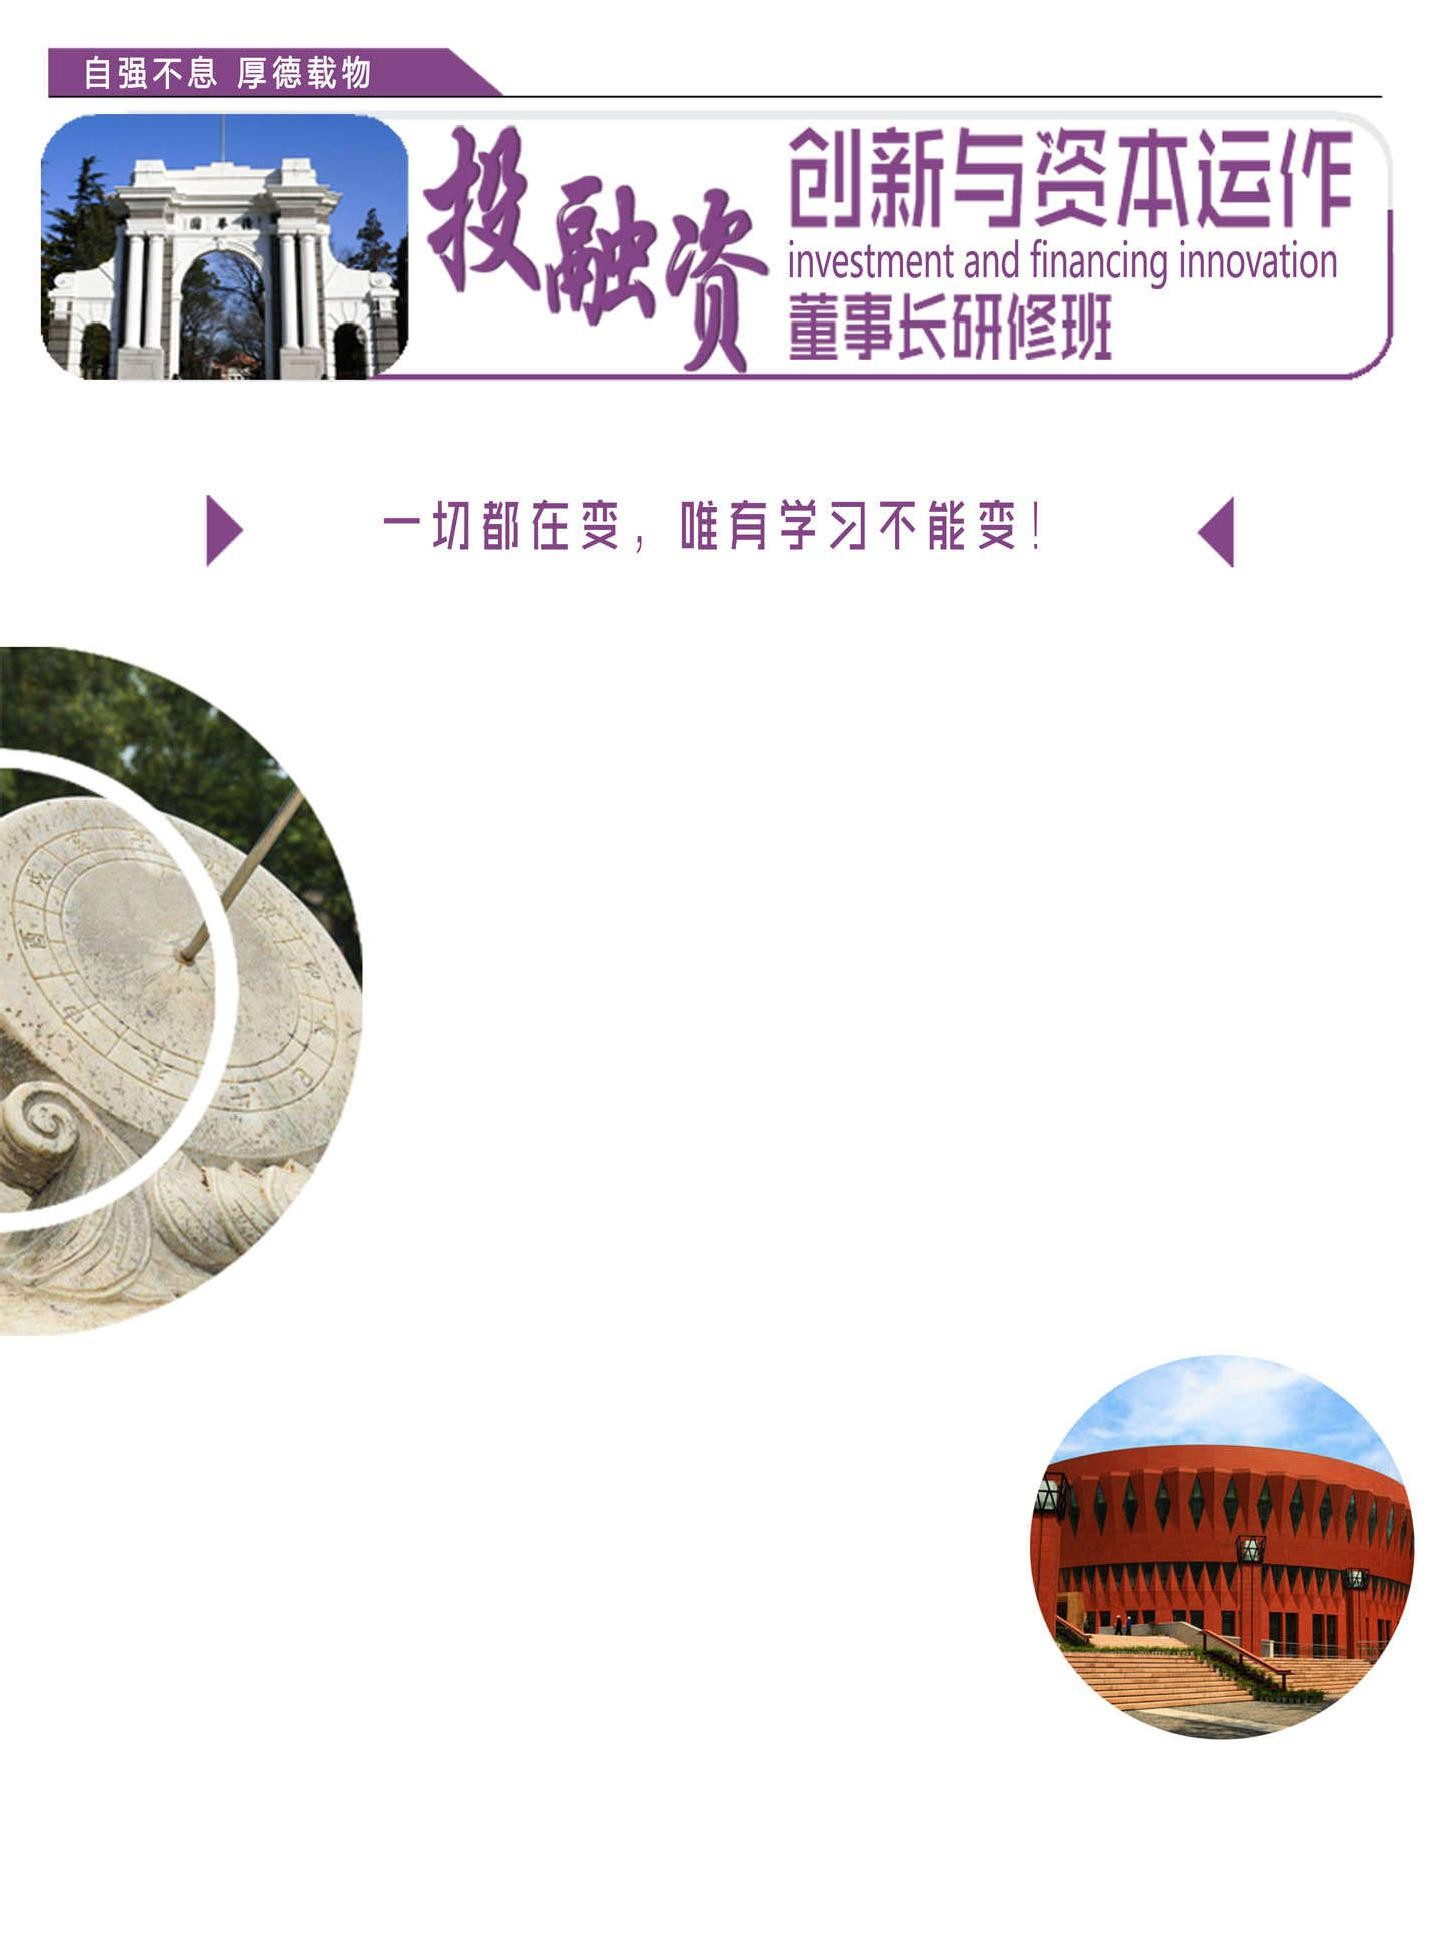 自强不息 厚德载物
投融资
创新与资本运作
investment and financing innovation
董事长研修班
一切都在变，唯有学习不能变！